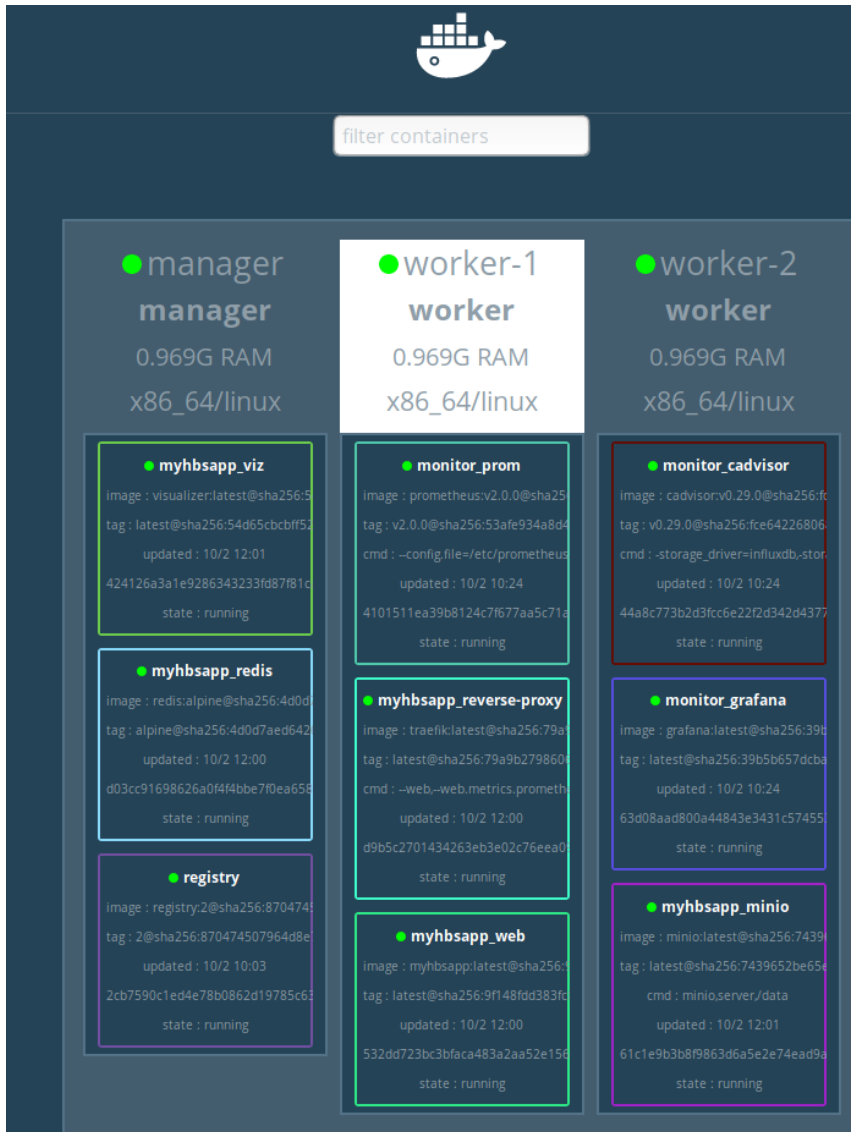 filter containers
manager
manager
0.969G RAM
x86_64/linux
myhbsapp_viz
image : visualizer:latest@sha256:5
tag : latest@sha256:54d65cbcbff52
updated : 10/2 12:01
424126a3a1e9286343233fd87f81c
state : running
myhbsapp_redis
image : redis:alpine@sha256:4d0d
tag : alpine@sha256:4d0d7aed642
updated : 10/2 12:00
d03cc91698626a0f4f4bbe7f0ea658
state : running
registry
image : registry:2@sha256:870474
tag : 2@sha256:870474507964d8e
updated : 10/2 10:03
2cb7590c1ed4e78b0862d19785c63
state : running
worker-1
worker
0.969G RAM
x86_64/linux
monitor_prom
image : prometheus:v2.0.0@sha25
tag : v2.0.0@sha256:53afe934a8d4
cmd : --config.file=/etc/prometheus
updated : 10/2 10:24
4101511ea39b8124c7f677aa5c71a
state : running
myhbsapp_reverse-proxy
image : traefik:latest@sha256:79a9
tag : latest@sha256:79a9b2798606
cmd : --web,--web.metrics.prometh
updated : 10/2 12:00
d9b5c2701434263eb3e02c76eea0
state : running
myhbsapp_web
image : myhbsapp:latest@sha256:9
tag : latest@sha256:9f148fdd383fc
updated : 10/2 12:00
532dd723bc3bfaca483a2aa52e156
state : running
worker-2
worker
0.969G RAM
x86_64/linux
monitor_cadvisor
image : cadvisor:v0.29.0@sha256:fc
tag : v0.29.0@sha256:fce64226806
cmd : -storage_driver=influxdb,-stor
updated : 10/2 10:24
44a8c773b2d3fcc6e22f2d342d4377
state : running
monitor_grafana
image : grafana:latest@sha256:39b
tag : latest@sha256:39b5b657dcba
updated : 10/2 10:24
63d08aad800a44843e3431c57455
state : running
myhbsapp_minio
image : minio:latest@sha256:7439
tag : latest@sha256:7439652be65e
cmd : minio,server,/data
updated : 10/2 12:01
61c1e9b3b8f9863d6a5e2e74ead9a
state : running